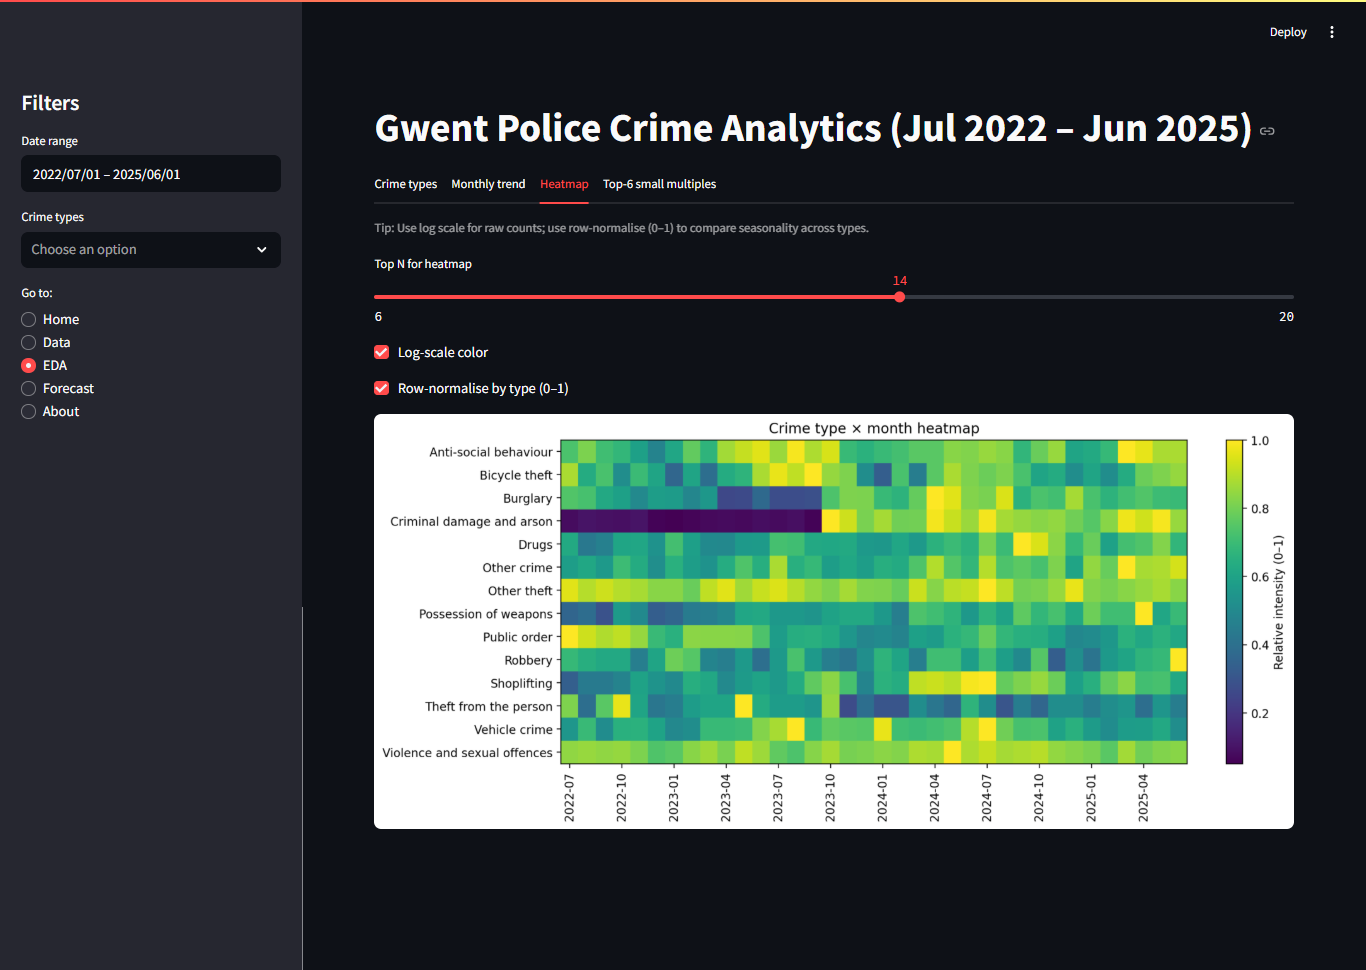 Deploy
Filters
Date range
2022/07/01 – 2025/06/01
Crime types
Choose an option
Go to:
Home
Data
EDA
Forecast
About
Gwent Police Crime Analytics (Jul 2022 – Jun 2025)
Crime types Monthly trend Heatmap Top-6 small multiples
Tip: Use log scale for raw counts; use row-normalise (0–1) to compare seasonality across types.
Top N for heatmap
14
6 20
Log-scale color
Row-normalise by type (0–1)
Crime type × month heatmap
Anti-social behaviour
Bicycle theft
Burglary
Criminal damage and arson
Drugs
Other crime
Other theft
Possession of weapons
Public order
Robbery
Shoplifting
Theft from the person
Vehicle crime
Violence and sexual offences
2022-07 2022-10 2023-01 2023-04 2023-07 2023-10 2024-01 2024-04 2024-07 2024-10 2025-01 2025-04
1.0
0.8
0.6
0.4
0.2
Relative intensity (0–1)